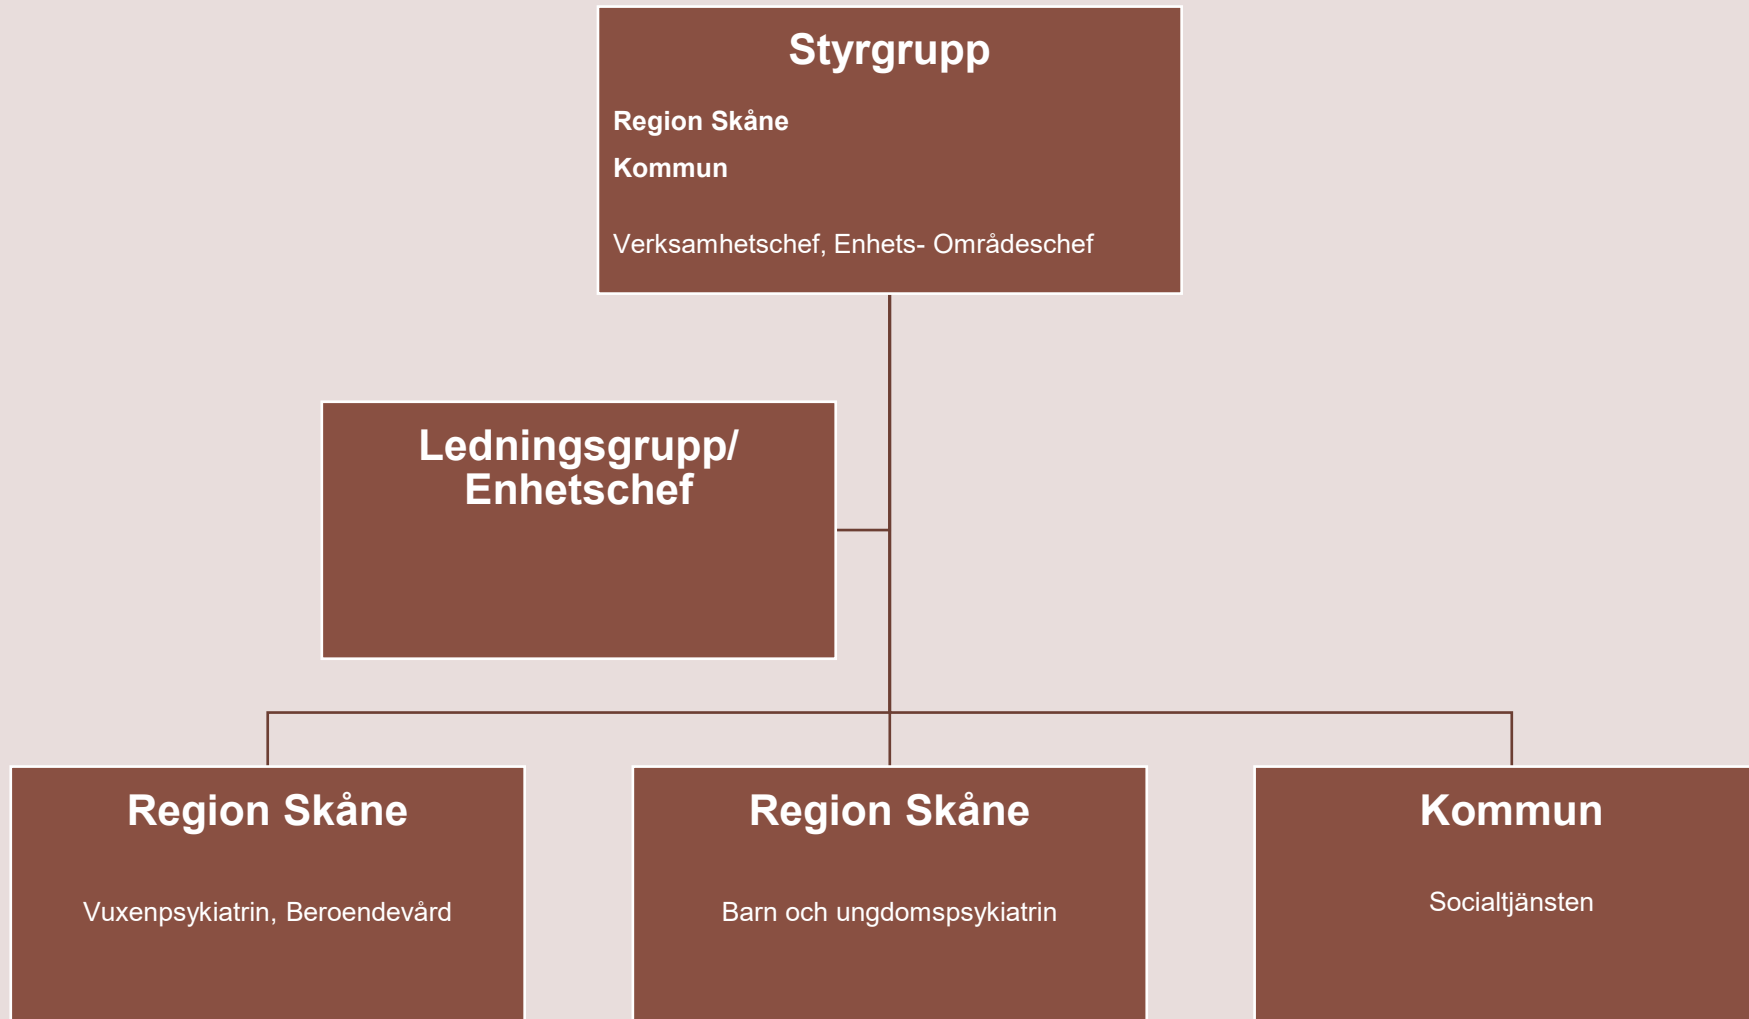 Styrgrupp
Region Skåne
Kommun
Verksamhetschef, Enhets- Områdeschef
Ledningsgrupp/
Enhetschef
Region Skåne
Vuxenpsykiatrin, Beroendevård
Region Skåne
Barn och ungdomspsykiatrin
Kommun
Socialtjänsten